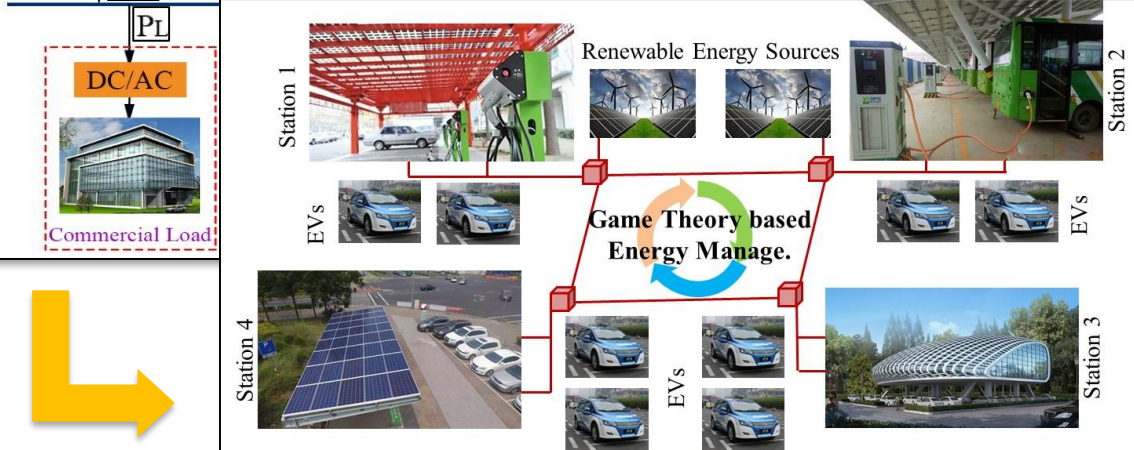 PL
DC/AC
Commercial Load
Station 1
Renewable Energy Sources
Station 2
EVs
Game Theory based
Energy Manage.
EVs
Station 4
EVs
Station 3